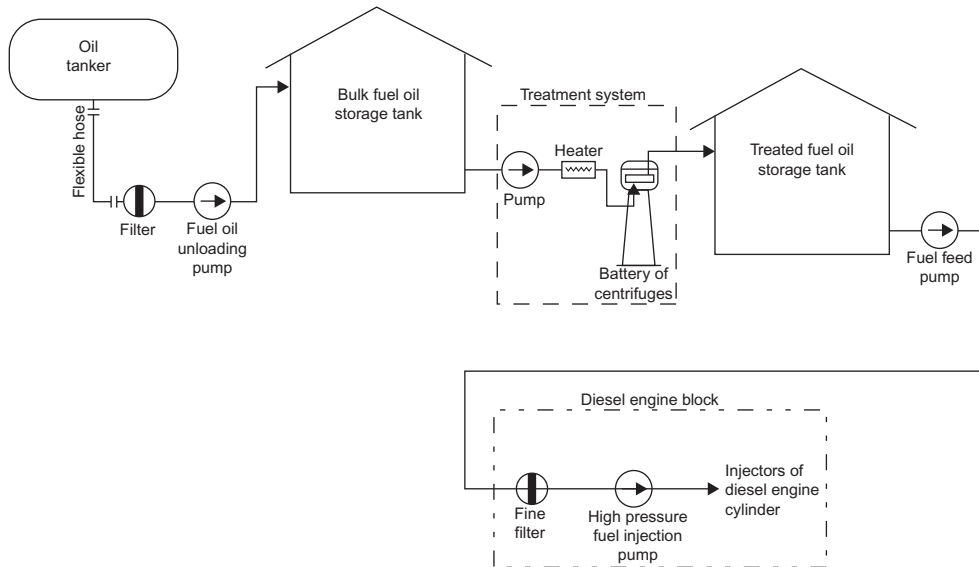 Oil
tanker
Flexible hose
Filter
Fuel oil
unloading
pump
Bulk fuel oil
storage tank
Treatment system
Pump
Heater
Battery of
centrifuges
Treated fuel oil
storage tank
Fuel feed
pump
Diesel engine block
Fine
filter
High pressure
fuel injection
pump
Injectors of
diesel engine
cylinder